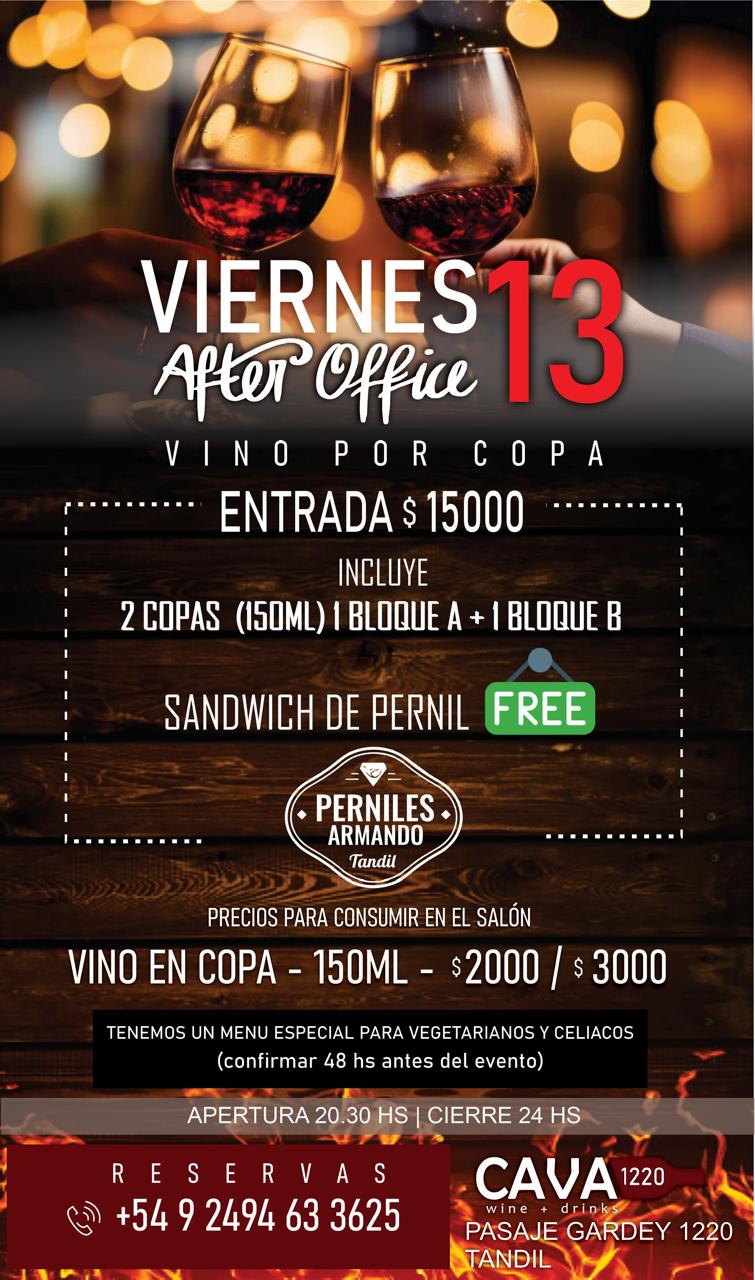 VIERNES 13
After Office
VINO POR COPA
ENTRADA $ 15000
INCLUYE
2 COPAS (150ML) 1 BLOQUE A + 1 BLOQUE B
SANDWICH DE PERNIL FREE
PERNILES
ARMANDO
Tandil
PRECIOS PARA CONSUMIR EN EL SALÓN
VINO EN COPA - 150ML - $2000 / $ 3000
TENEMOS UN MENU ESPECIAL PARA VEGETARIANOS Y CELIACOS
(confirmar 48 hs antes del evento)
APERTURA 20.30 HS | CIERRE 24 HS
RESERVAS
+54 9 2494 63 3625
CAVA 1220
wine + drinks
PASAJE GARDEY 1220
TANDIL